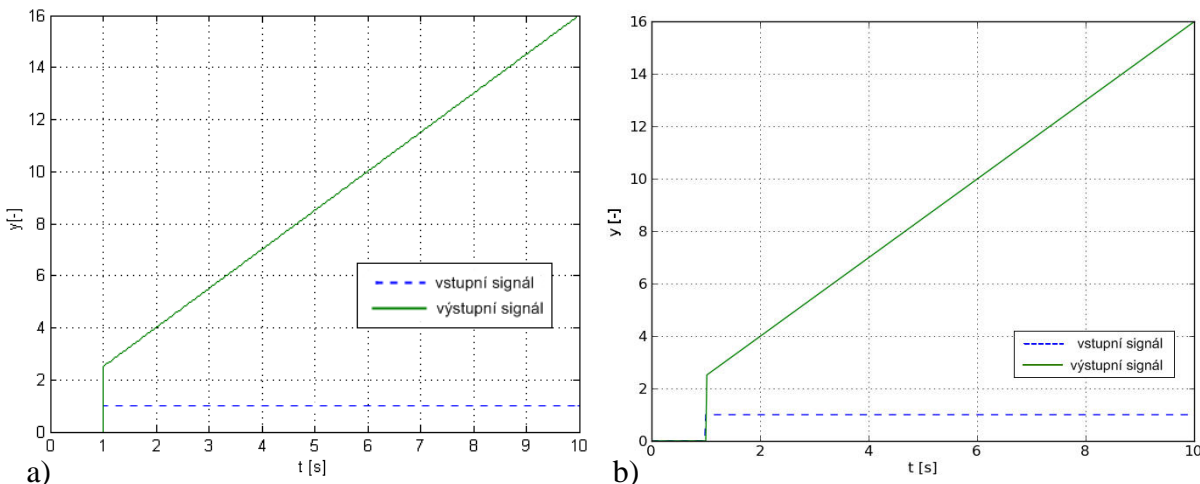 16
14
12
10
8
6
4
2
0
y[-]
0 1 2 3 4 5 6 7 8 9 10
t [s]
vstupní signál
výstupní signál
a)
16
14
12
10
8
6
4
2
0
y [-]
0 2 4 6 8 10
t [s]
vstupní signál
výstupní signál
b)